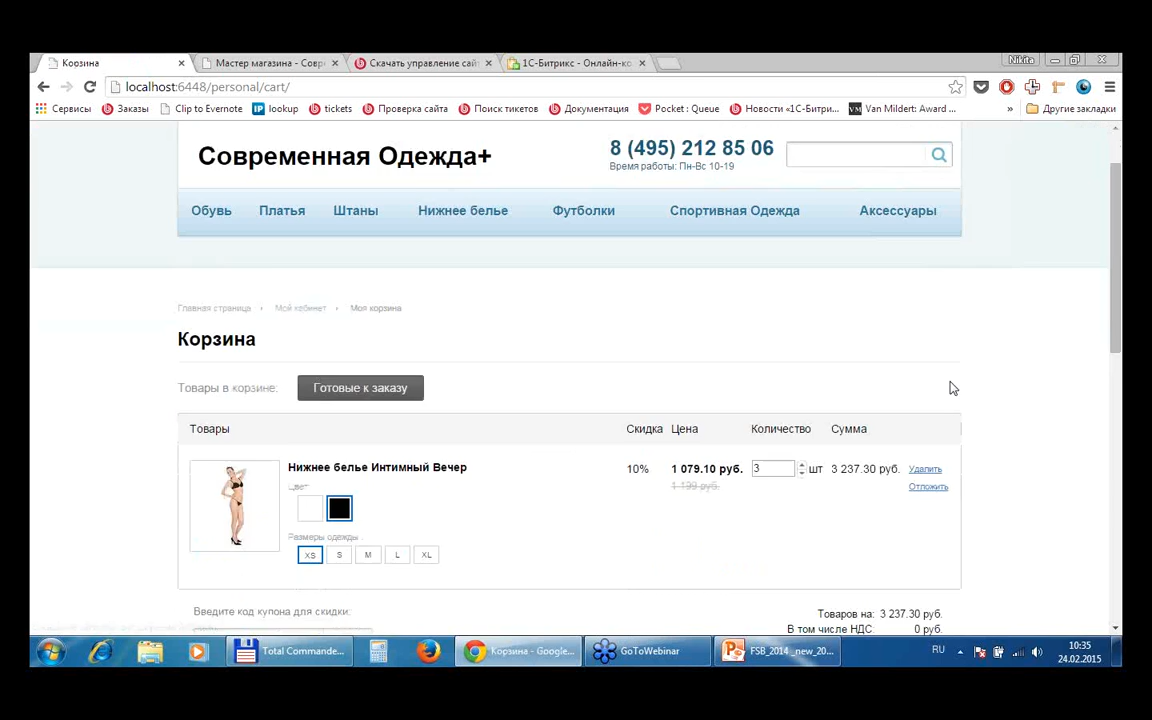 Корзина
Мастер магазина - Совр
Скачать управление сай
1С-Битрикс - Онлайн-ко
Nikita
localhost:6448/personal/cart/
Сервисы
Заказы
Clip to Evernote
lookup
tickets
Проверка сайта
Поиск тикетов
Документация
Pocket : Queue
Новости «1С-Битри...
Van Mildert: Award ...
» Другие закладки
Современная Одежда+
8 (495) 212 85 06
Время работы: Пн-Вс 10-19
Обувь Платья Штаны Нижнее белье Футболки Спортивная Одежда Аксессуары
Главная страница › Мой кабинет › Моя корзина
Корзина
Товары в корзине: Готовые к заказу
Товары Скидка Цена Количество Сумма
Нижнее белье Интимный Вечер 10% 1 079.10 руб. 3 шт 3 237.30 руб. Удалить
1 199 руб. Отложить
Цвет
Размеры одежды
XS S M L XL
Введите код купона для скидки:
Товаров на: 3 237.30 руб.
В том числе НДС: 0 руб.
Total Commande...
Корзина - Google...
GoToWebinar
FSB_2014 _new_20...
RU
10:35
24.02.2015